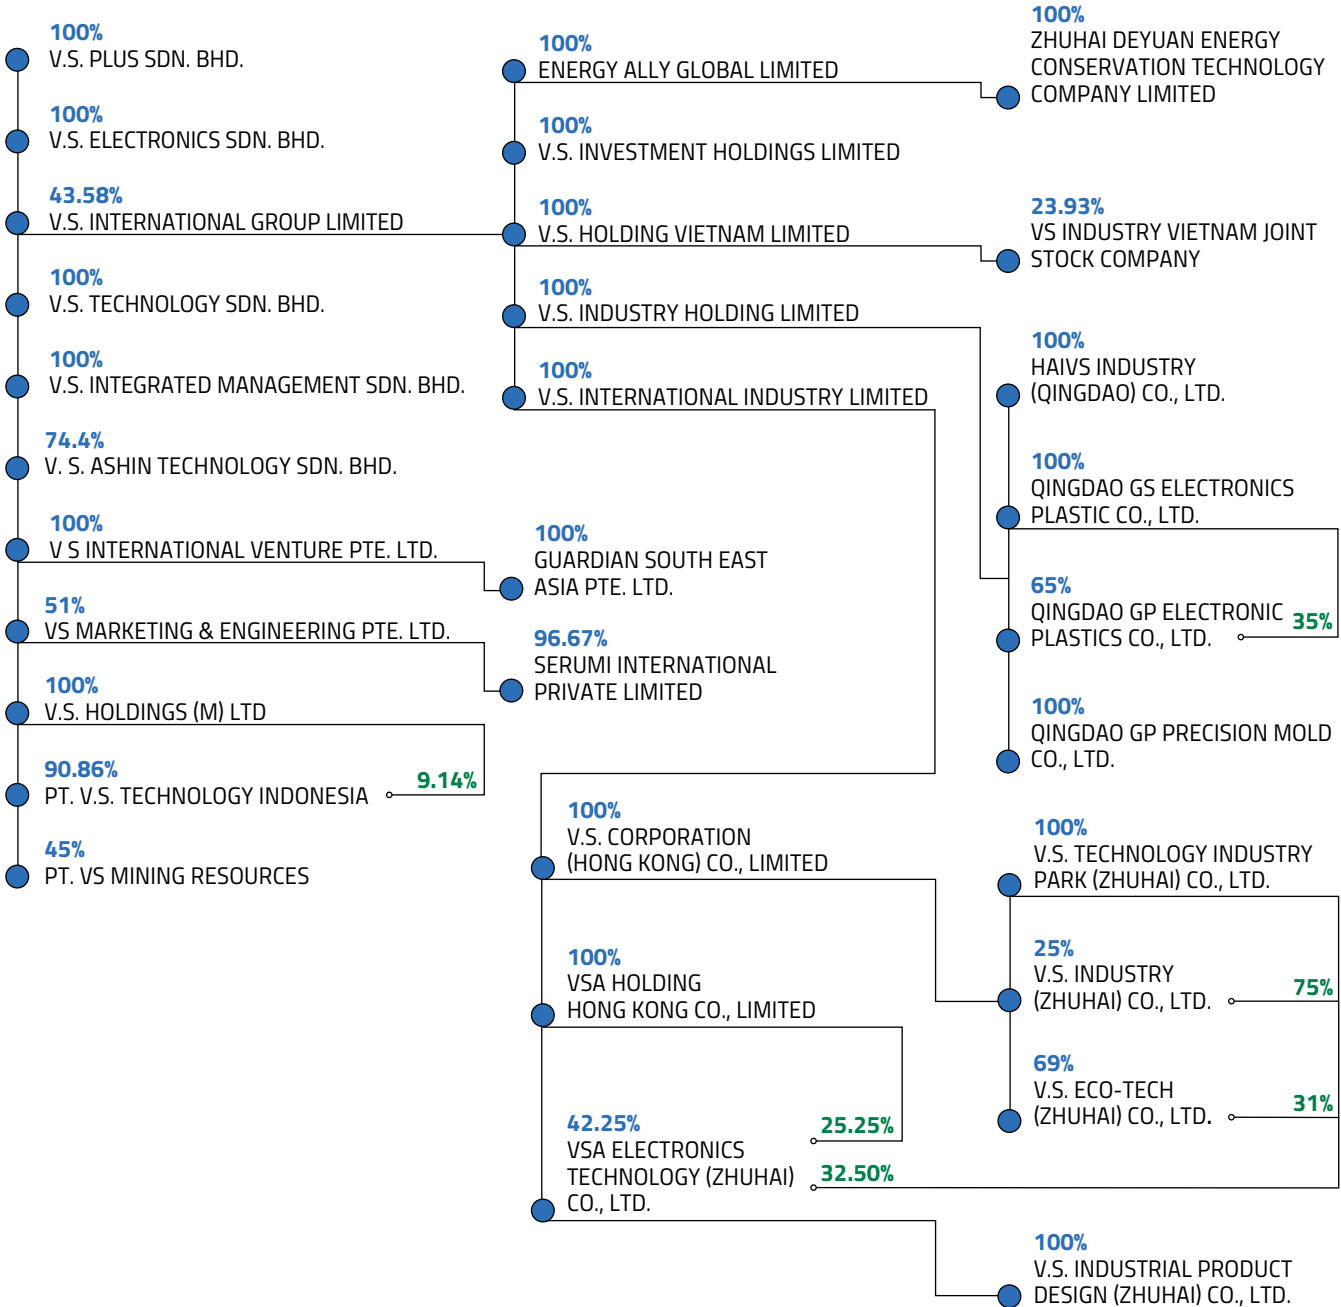 100%
V.S. PLUS SDN. BHD.
100%
V.S. ELECTRONICS SDN. BHD.
43.58%
V.S. INTERNATIONAL GROUP LIMITED
100%
V.S. TECHNOLOGY SDN. BHD.
100%
V.S. INTEGRATED MANAGEMENT SDN. BHD.
74.4%
V. S. ASHIN TECHNOLOGY SDN. BHD.
100%
V S INTERNATIONAL VENTURE PTE. LTD.
51%
VS MARKETING & ENGINEERING PTE. LTD.
100%
V.S. HOLDINGS (M) LTD
90.86%
PT. V.S. TECHNOLOGY INDONESIA
9.14%
45%
PT. VS MINING RESOURCES
100%
ENERGY ALLY GLOBAL LIMITED
100%
V.S. INVESTMENT HOLDINGS LIMITED
100%
V.S. HOLDING VIETNAM LIMITED
100%
V.S. INDUSTRY HOLDING LIMITED
100%
V.S. INTERNATIONAL INDUSTRY LIMITED
100%
GUARDIAN SOUTH EAST
ASIA PTE. LTD.
96.67%
SERUMI INTERNATIONAL
PRIVATE LIMITED
100%
V.S. CORPORATION
(HONG KONG) CO., LIMITED
100%
VSA HOLDING
HONG KONG CO., LIMITED
42.25%
VSA ELECTRONICS
TECHNOLOGY (ZHUHAI)
CO., LTD.
25.25%
32.50%
100%
ZHUHAI DEYUAN ENERGY
CONSERVATION TECHNOLOGY
COMPANY LIMITED
23.93%
VS INDUSTRY VIETNAM JOINT
STOCK COMPANY
100%
HAIVS INDUSTRY
(QINGDAO) CO., LTD.
100%
QINGDAO GS ELECTRONICS
PLASTIC CO., LTD.
65%
QINGDAO GP ELECTRONIC
PLASTICS CO., LTD.
35%
100%
QINGDAO GP PRECISION MOLD
CO., LTD.
100%
V.S. TECHNOLOGY INDUSTRY
PARK (ZHUHAI) CO., LTD.
25%
V.S. INDUSTRY
(ZHUHAI) CO., LTD.
75%
69%
V.S. ECO-TECH
(ZHUHAI) CO., LTD.
31%
100%
V.S. INDUSTRIAL PRODUCT
DESIGN (ZHUHAI) CO., LTD.